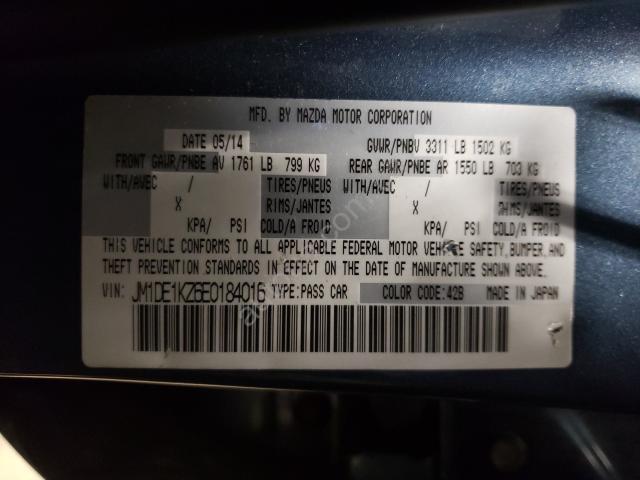 MFD. BY MAZDA MOTOR CORPORATION
DATE 05/14 GVWR/PNBV 3311 LB 1502 KG
FRONT GAWR/PNBE AV 1761 LB 799 KG REAR GAWR/PNBE AR 1550 LB 703 KG
WITH/AVEC / TIRES/PNEUS WITH/AVEC / TIRES/PNEUS
X RIMS/JANTES X RIMS/JANTES
KPA/ PSI COLD/A FROID KPA/ PSI COLD/A FROID
THIS VEHICLE CONFORMS TO ALL APPLICABLE FEDERAL MOTOR VEHICLE SAFETY, BUMPER, AND
THEFT PREVENTION STANDARDS IN EFFECT ON THE DATE OF MANUFACTURE SHOWN ABOVE.
VIN: JM1DE1KZ6E0184016 TYPE:PASS CAR COLOR CODE:42B MADE IN JAPAN